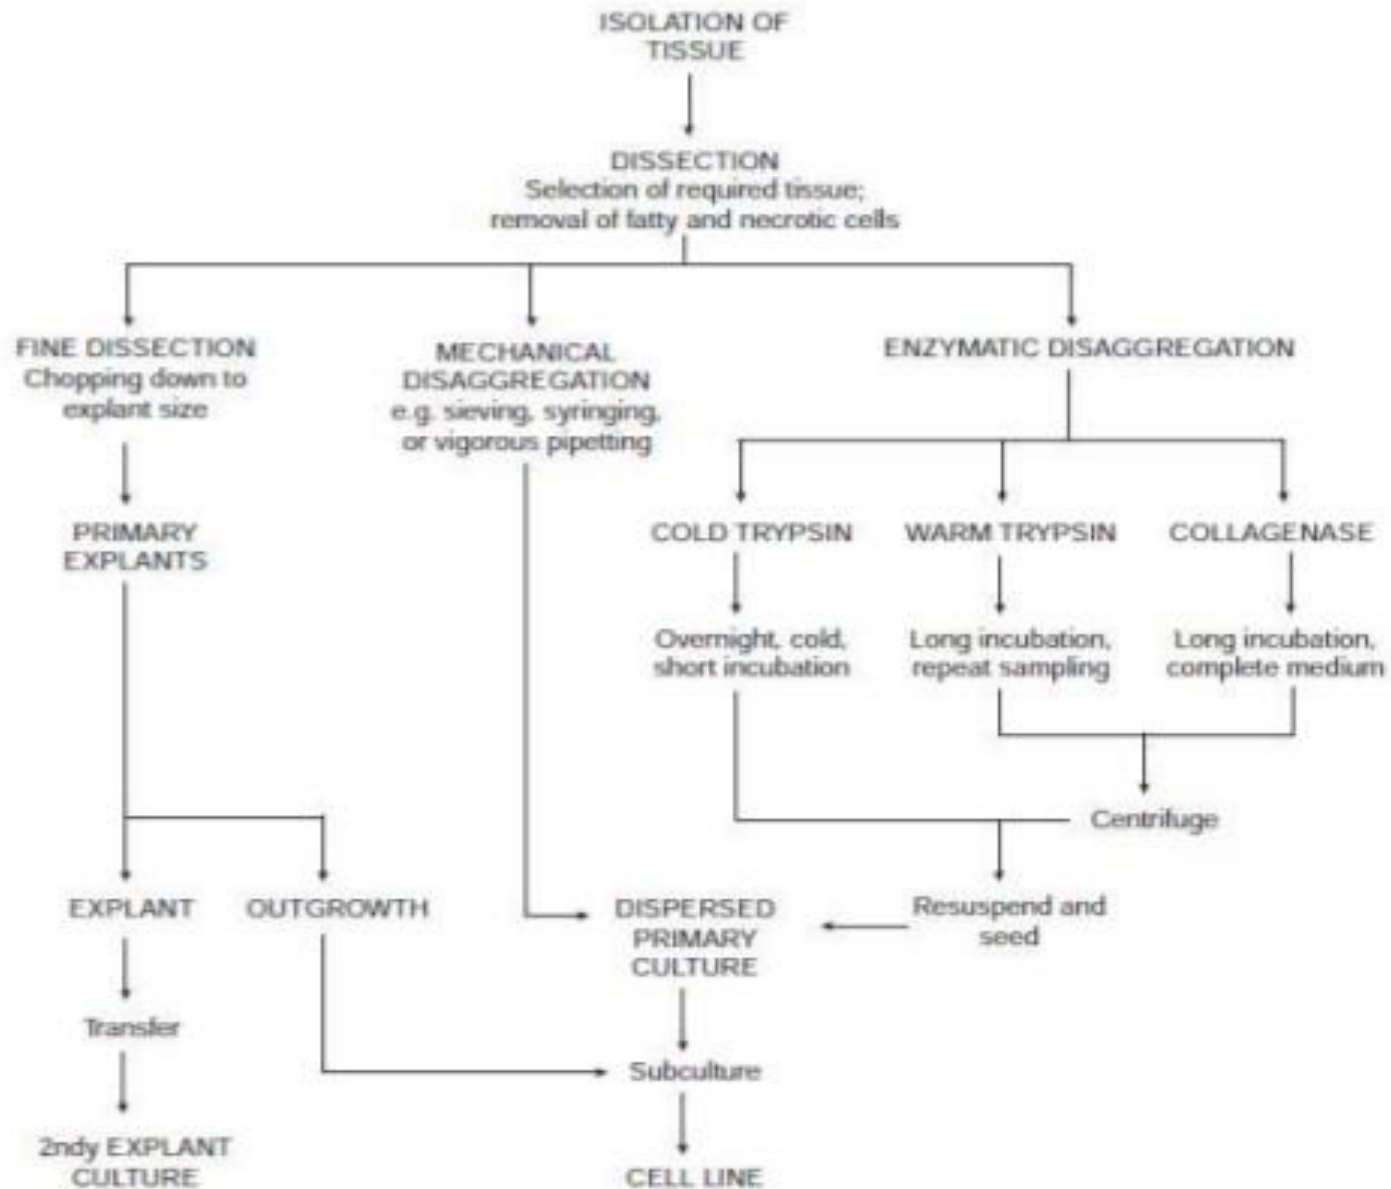 ISOLATION OF
TISSUE
DISSECTION
Selection of required tissue;
removal of fatty and necrotic cells
FINE DISSECTION
Chopping down to
explant size
MECHANICAL
DISAGGREGATION
e.g. sieving, syringing,
or vigorous pipetting
ENZYMATIC DISAGGREGATION
PRIMARY
EXPLANTS
COLD TRYPSIN
WARM TRYPSIN
COLLAGENASE
Overnight, cold,
short incubation
Long incubation,
repeat sampling
Long incubation,
complete medium
Centrifuge
EXPLANT
OUTGROWTH
DISPERSED
PRIMARY
CULTURE
Resuspend and
seed
Transfer
Subculture
2ndy EXPLANT
CULTURE
CELL LINE